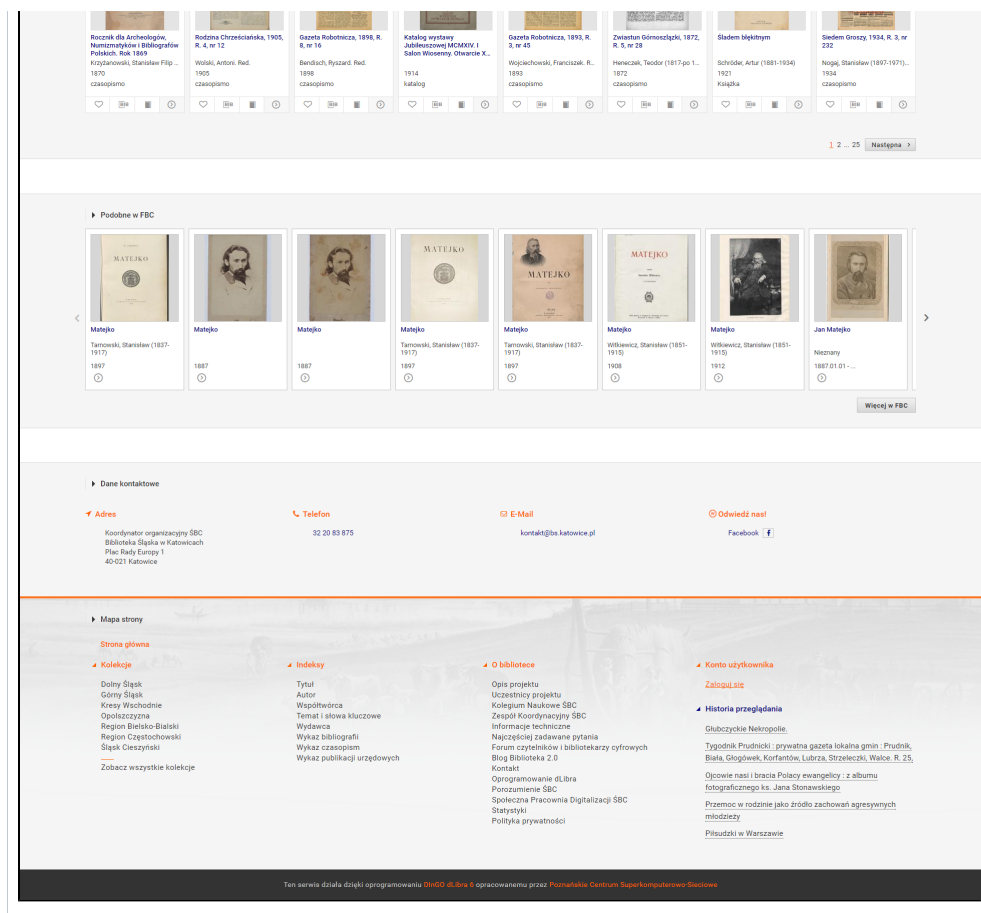 Rocznik dla Archeologów,
Numizmatyków i Bibliografów
Polskich. Rok 1869
Krzyżanowski, Stanisław Filip ...
1870
czasopismo
Rodzina Chrześciańska, 1905,
R. 4, nr 12
Wolski, Antoni. Red.
1905
czasopismo
Gazeta Robotnicza, 1898, R.
8, nr 16
Bendisch, Ryszard. Red.
1898
czasopismo
Katalog wystawy
Jubileuszowej MCMXIV. I
Salon Wiosenny. Otwarcie X...
1914
katalog
Gazeta Robotnicza, 1893, R.
3, nr 45
Wojciechowski, Franciszek. R...
1893
czasopismo
Zwiastun Górnoszlązki, 1872,
R. 5, nr 28
Heneczek, Teodor (1817-po 1...
1872
czasopismo
Śladem błękitnym
Schröder, Artur (1881-1934)
1921
Książka
Siedem Groszy, 1934, R. 3, nr
232
Nogaj, Stanisław (1897-1971)...
1934
czasopismo
1 2 ... 25 Następna
Podobne w FBC
MATEJKO
Matejko
Tarnowski, Stanisław (1837-
1917)
1897
Matejko
1887
Matejko
1887
MATEJKO
Matejko
Tarnowski, Stanisław (1837-
1917)
1897
MATEJKO
Matejko
Tarnowski, Stanisław (1837-
1917)
1897
MATEJKO
Matejko
Witkiewicz, Stanisław (1851-
1915)
1908
Matejko
Witkiewicz, Stanisław (1851-
1915)
1912
Jan Matejko
Nieznany
1887.01.01 - ...
Więcej w FBC
Dane kontaktowe
Adres
Koordynator organizacyjny ŚBC
Biblioteka Śląska w Katowicach
Plac Rady Europy 1
40-021 Katowice
Telefon
32 20 83 875
E-Mail
kontakt@bs.katowice.pl
Odwiedź nas!
Facebook
Mapa strony
Strona główna
Kolekcje
Dolny Śląsk
Górny Śląsk
Kresy Wschodnie
Opolszczyzna
Region Bielsko-Bialski
Region Częstochowski
Śląsk Cieszyński
___
Zobacz wszystkie kolekcje
Indeksy
Tytuł
Autor
Współtwórca
Temat i słowa kluczowe
Wydawca
Wykaz bibliografii
Wykaz czasopism
Wykaz publikacji urzędowych
O bibliotece
Opis projektu
Uczestnicy projektu
Kolegium Naukowe ŚBC
Zespół Koordynacyjny ŚBC
Informacje techniczne
Najczęściej zadawane pytania
Forum czytelników i bibliotekarzy cyfrowych
Blog Biblioteka 2.0
Kontakt
Oprogramowanie dLibra
Porozumienie ŚBC
Społeczna Pracownia Digitalizacji ŚBC
Statystyki
Polityka prywatności
Konto użytkownika
Zaloguj się
Historia przeglądania
Głubczyckie Nekropolie.
Tygodnik Prudnicki : prywatna gazeta lokalna gmin : Prudnik,
Biała, Głogówek, Korfantów, Lubrza, Strzeleczki, Walce. R. 25,
Ojcowie nasi i bracia Polacy ewangelicy : z albumu
fotograficznego ks. Jana Stonawskiego
Przemoc w rodzinie jako źródło zachowań agresywnych
młodzieży
Piłsudzki w Warszawie
Ten serwis działa dzięki oprogramowaniu DInGO dLibra 6 opracowanemu przez Poznańskie Centrum Superkomputerowo-Sieciowe